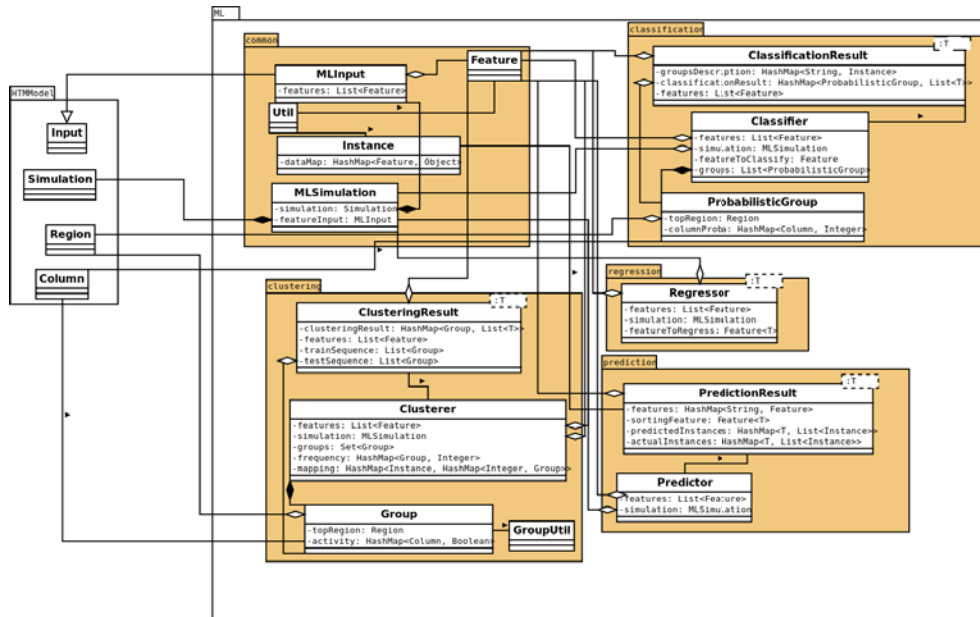 ML
HTMModel
Input
Simulation
Region
Column
common
MLInput
-features: List<Feature>
Feature
Util
Instance
-dataMap: HashMap<Feature, Object>
MLSimulation
-simulation: Simulation
-featureInput: MLInput
classification
:T
ClassificationResult
-groupsDescription: HashMap<String, Instance>
-classificationResult: HashMap<ProbabilisticGroup, List<T>>
-features: List<Feature>
Classifier
-features: List<Feature>
-simulation: MLSimulation
-featureToClassify: Feature
-groups: List<ProbabilisticGroup>
ProbabilisticGroup
-topRegion: Region
-columnProba: HashMap<Column, Integer>
clustering
:T
ClusteringResult
-clusteringResult: HashMap<Group, List<T>>
-features: List<Feature>
-trainSequence: List<Group>
-testSequence: List<Group>
Clusterer
-features: List<Feature>
-simulation: MLSimulation
-groups: Set<Group>
-frequency: HashMap<Group, Integer>
-mapping: HashMap<Instance, HashMap<Integer, Group>>
Group
-topRegion: Region
-activity: HashMap<Column, Boolean>
GroupUtil
regression
:T
Regressor
-features: List<Feature>
-simulation: MLSimulation
-featureToRegress: Feature<T>
prediction
:T
PredictionResult
-features: HashMap<String, Feature>
-sortingFeature: Feature<T>
-predictedInstances: HashMap<T, List<Instance>>
-actualInstances: HashMap<T, List<Instance>>
Predictor
-features: List<Feature>
-simulation: MLSimulation